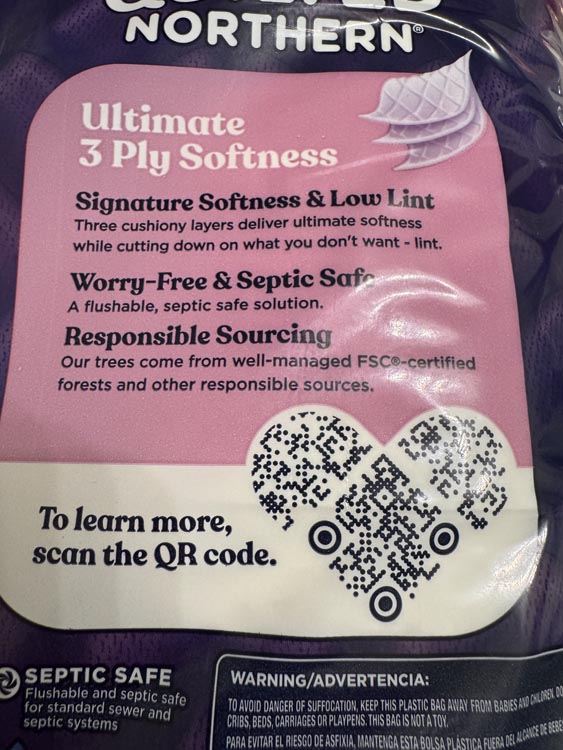 NORTHERN®
Ultimate
3 Ply Softness
Signature Softness & Low Lint
Three cushiony layers deliver ultimate softness
while cutting down on what you don't want - lint.
Worry-Free & Septic Safe
A flushable, septic safe solution.
Responsible Sourcing
Our trees come from well-managed FSC®-certified
forests and other responsible sources.
To learn more,
scan the QR code.
SEPTIC SAFE
Flushable and septic safe
for standard sewer and
septic systems
WARNING/ADVERTENCIA:
TO AVOID DANGER OF SUFFOCATION, KEEP THIS PLASTIC BAG AWAY FROM BABIES AND CHILDREN. DO
CRIBS, BEDS, CARRIAGES OR PLAYPENS. THIS BAG IS NOT A TOY.
PARA EVITAR EL RIESGO DE ASFIXIA, MANTENGA ESTA BOLSA PLÁSTICA FUERA DEL ALCANCE DE BEBE